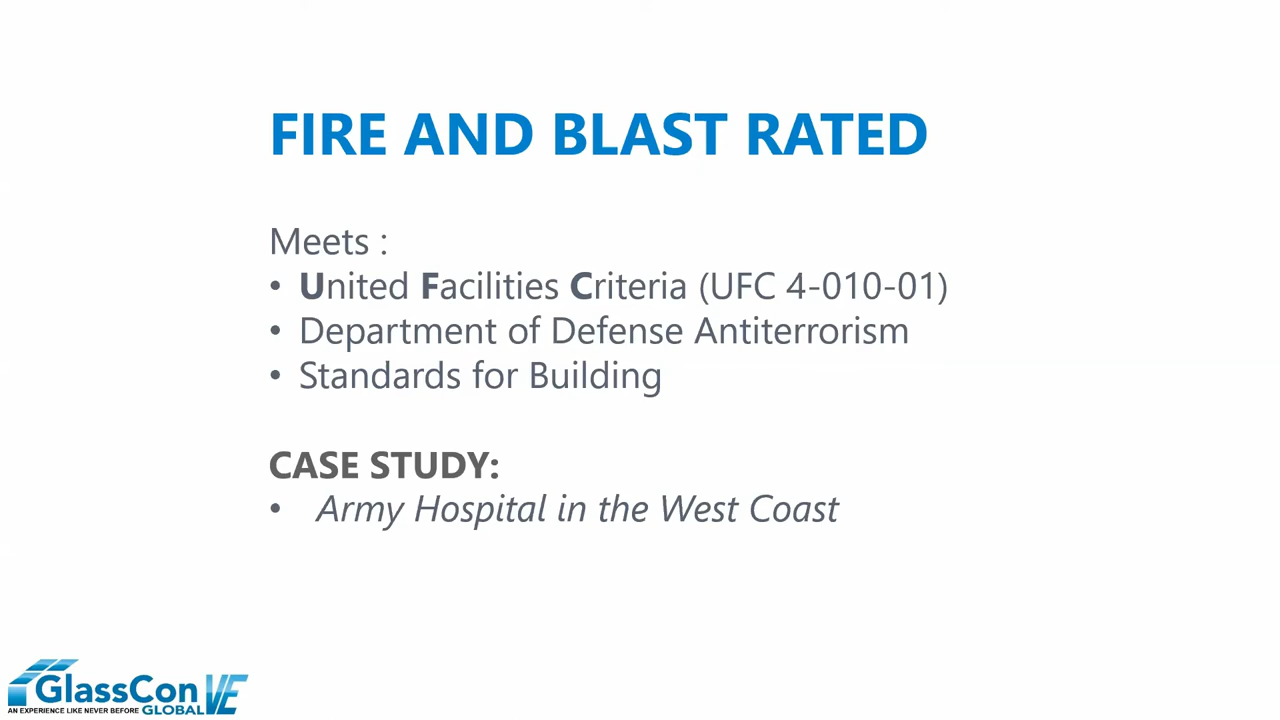 FIRE AND BLAST RATED
Meets :
• United Facilities Criteria (UFC 4-010-01)
• Department of Defense Antiterrorism
• Standards for Building
CASE STUDY:
• Army Hospital in the West Coast
GlassCon VE
AN EXPERIENCE LIKE NEVER BEFORE GLOBAL